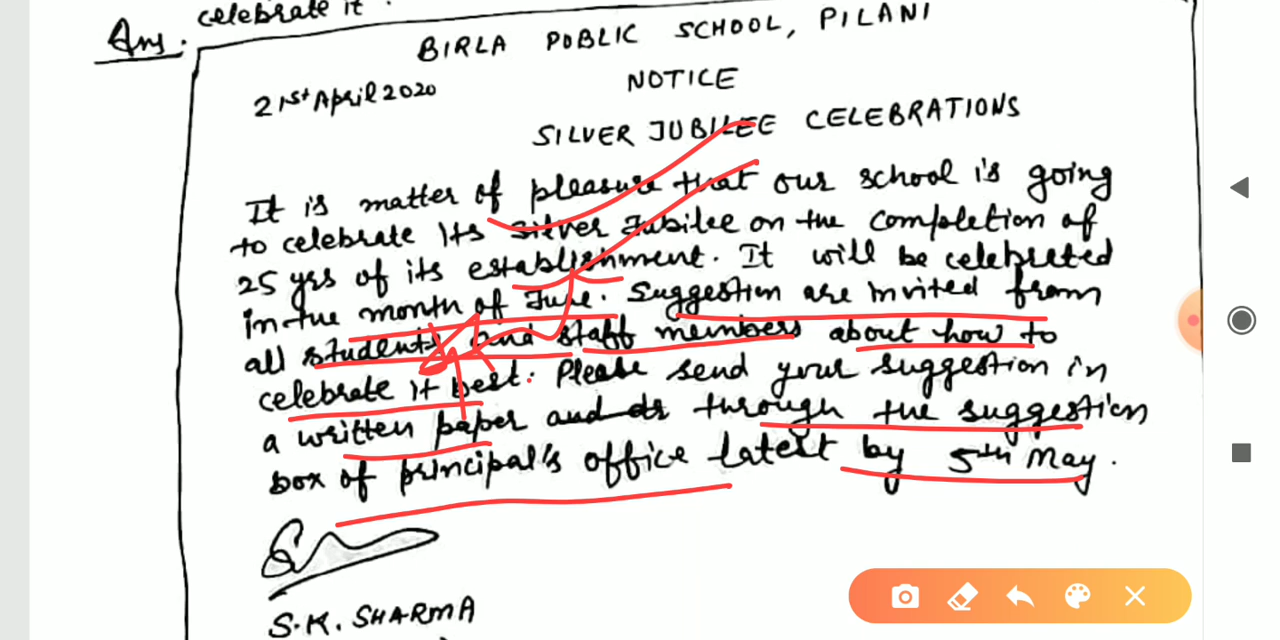 celebrate it.
Ans. BIRLA PUBLIC SCHOOL, PILANI
NOTICE
21st April 2020
SILVER JUBILEE CELEBRATIONS
It is matter of pleasure that our school is going
to celebrate its Silver Jubilee on the completion of
25 yrs of its establishment. It will be celebrated
in the month of June. Suggestion are invited from
all students and staff members about how to
celebrate it best. Please send your suggestion in
a written paper and through the suggestion
box of principal's office latest by 5th May.
S.K. SHARMA